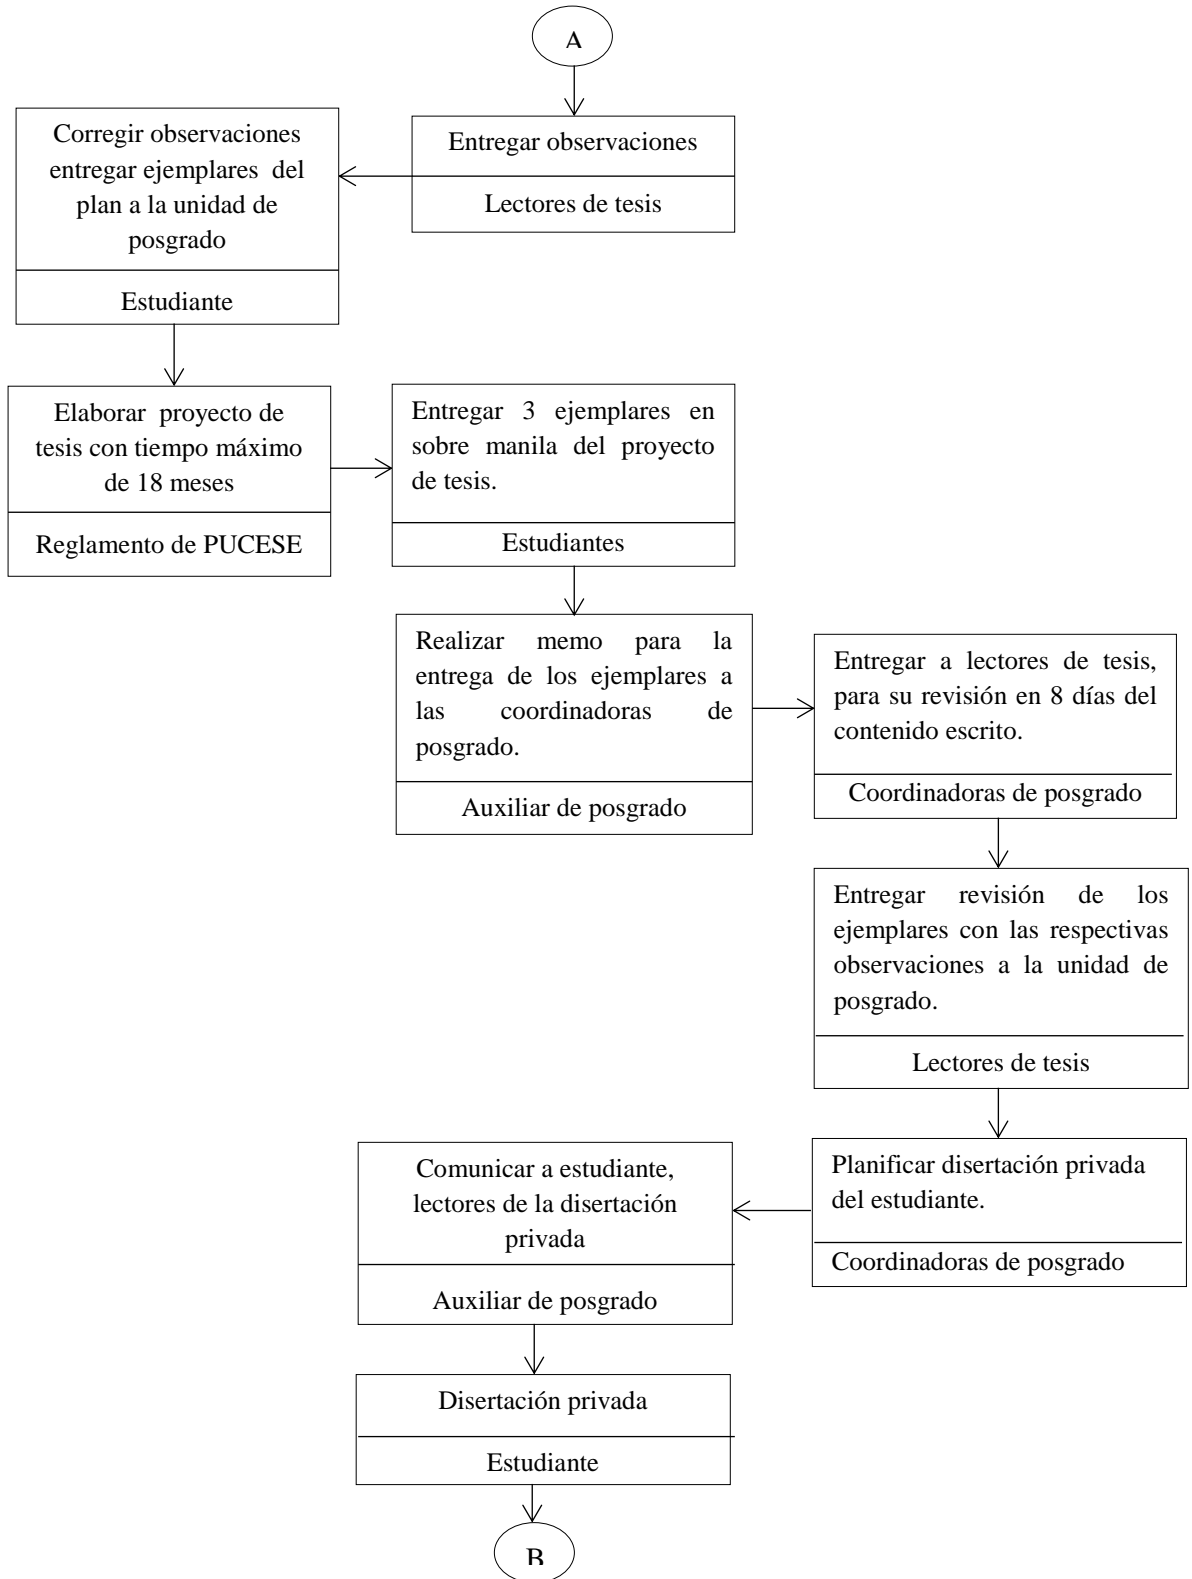 A
Entregar observaciones
Lectores de tesis
Corregir observaciones
entregar ejemplares del
plan a la unidad de
posgrado
Estudiante
Elaborar proyecto de
tesis con tiempo máximo
de 18 meses
Reglamento de PUCESE
Entregar 3 ejemplares en
sobre manila del proyecto
de tesis.
Estudiantes
Realizar memo para la
entrega de los ejemplares a
las coordinadoras de
posgrado.
Auxiliar de posgrado
Entregar a lectores de tesis,
para su revisión en 8 días del
contenido escrito.
Coordinadoras de posgrado
Entregar revisión de los
ejemplares con las respectivas
observaciones a la unidad de
posgrado.
Lectores de tesis
Planificar disertación privada
del estudiante.
Coordinadoras de posgrado
Comunicar a estudiante,
lectores de la disertación
privada
Auxiliar de posgrado
Disertación privada
Estudiante
B